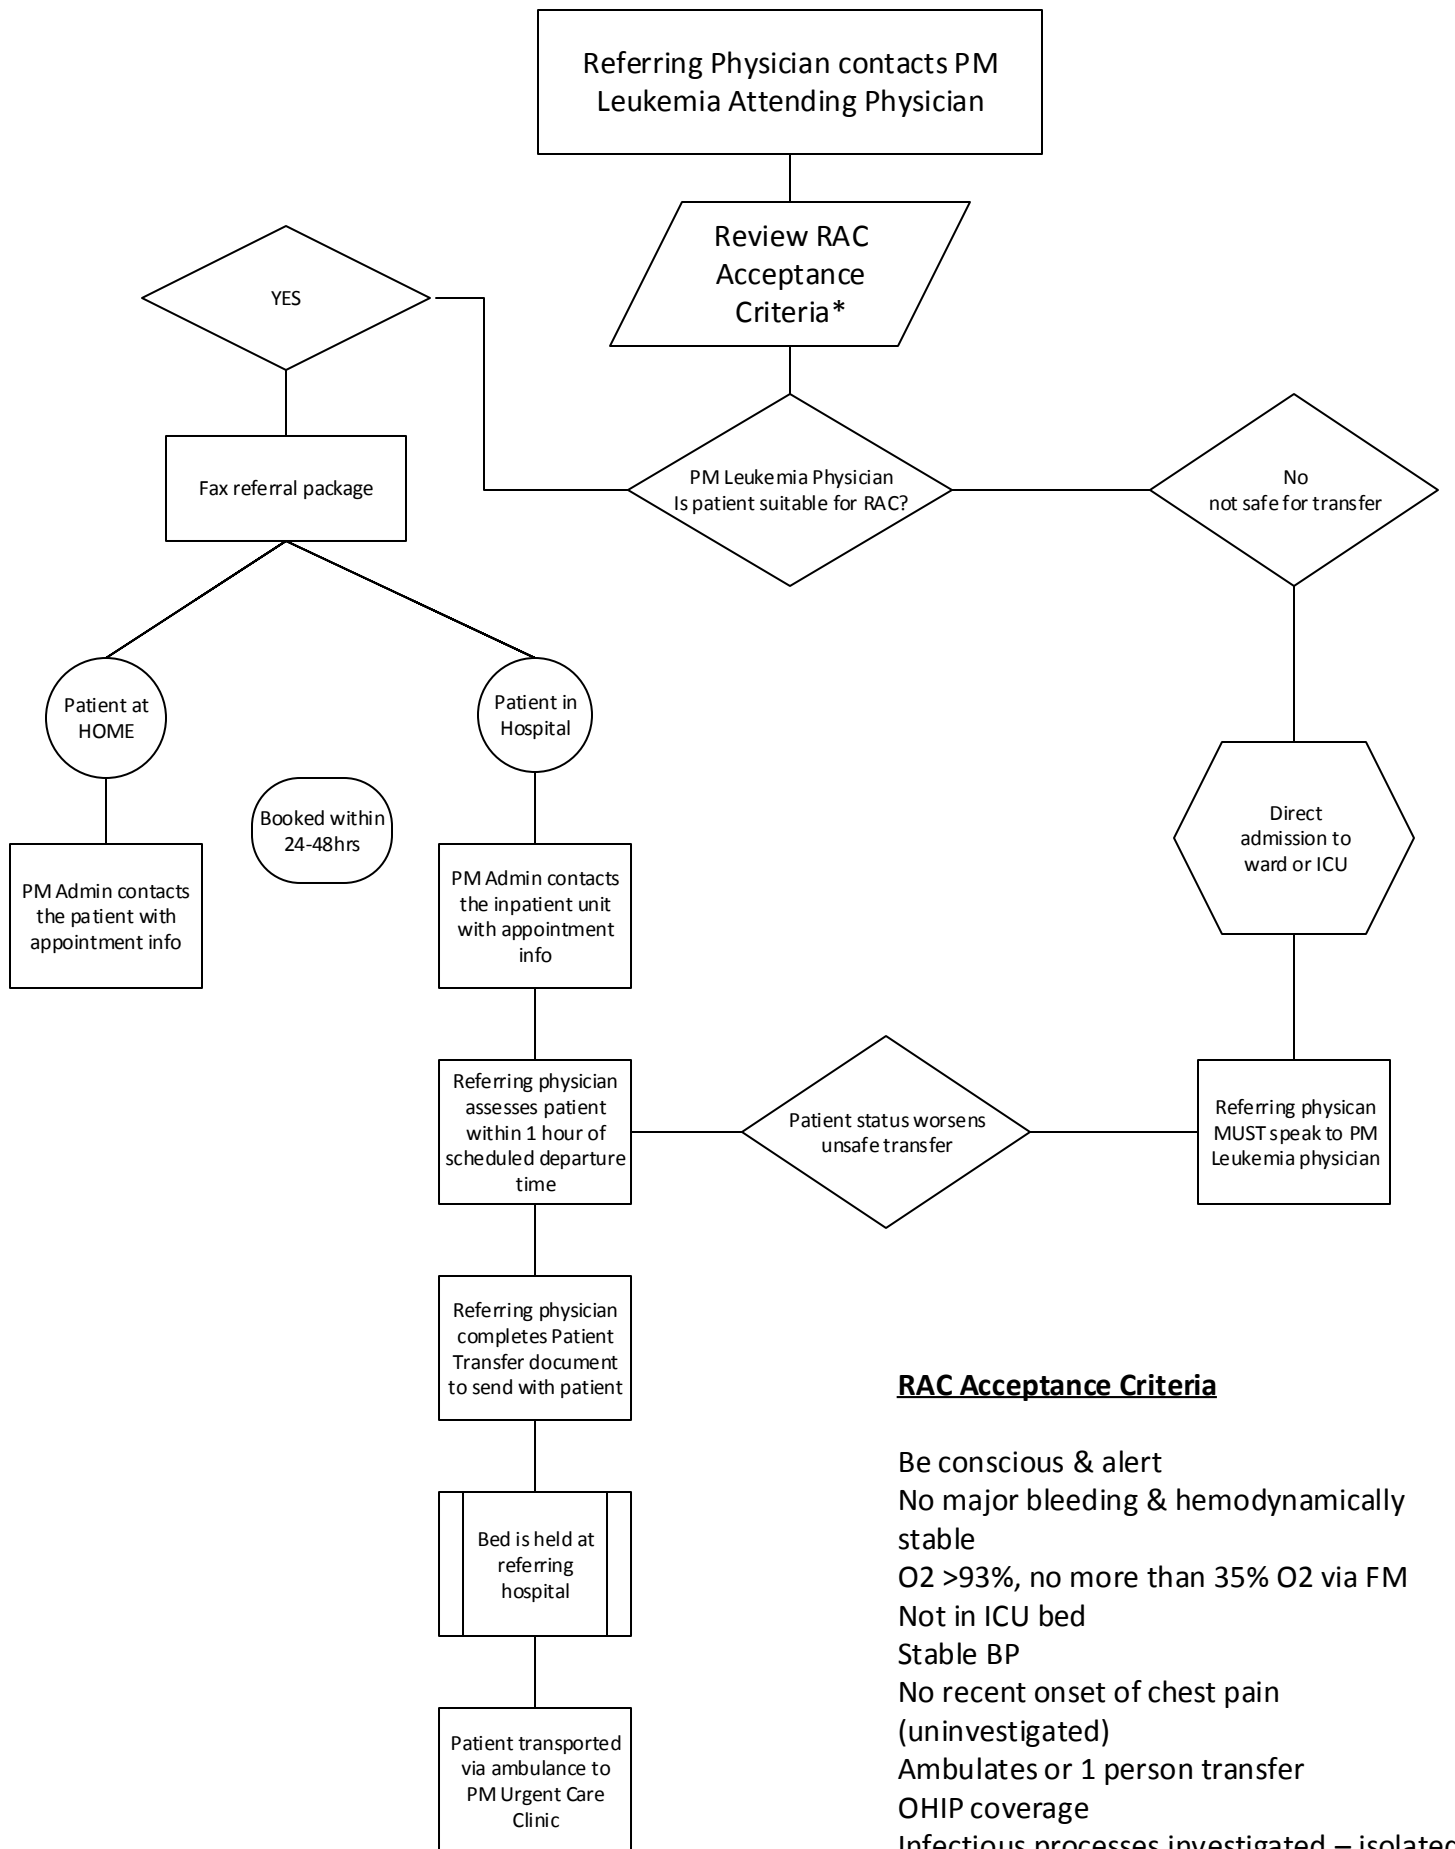 Referring Physician contacts PM
Leukemia Attending Physician
Review RAC
Acceptance
Criteria*
YES
PM Leukemia Physician
Is patient suitable for RAC?
No
not safe for transfer
Fax referral package
Patient at
HOME
Patient in
Hospital
Booked within
24-48hrs
Direct
admission to
ward or ICU
PM Admin contacts
the patient with
appointment info
PM Admin contacts
the inpatient unit
with appointment
info
Referring physician
assesses patient
within 1 hour of
scheduled departure
time
Patient status worsens
unsafe transfer
Referring physican
MUST speak to PM
Leukemia physician
Referring physician
completes Patient
Transfer document
to send with patient
Bed is held at
referring
hospital
Patient transported
via ambulance to
PM Urgent Care
Clinic
RAC Acceptance Criteria
Be conscious & alert
No major bleeding & hemodynamically
stable
O2 >93%, no more than 35% O2 via FM
Not in ICU bed
Stable BP
No recent onset of chest pain
(uninvestigated)
Ambulates or 1 person transfer
OHIP coverage
Infectious processes investigated – isolated